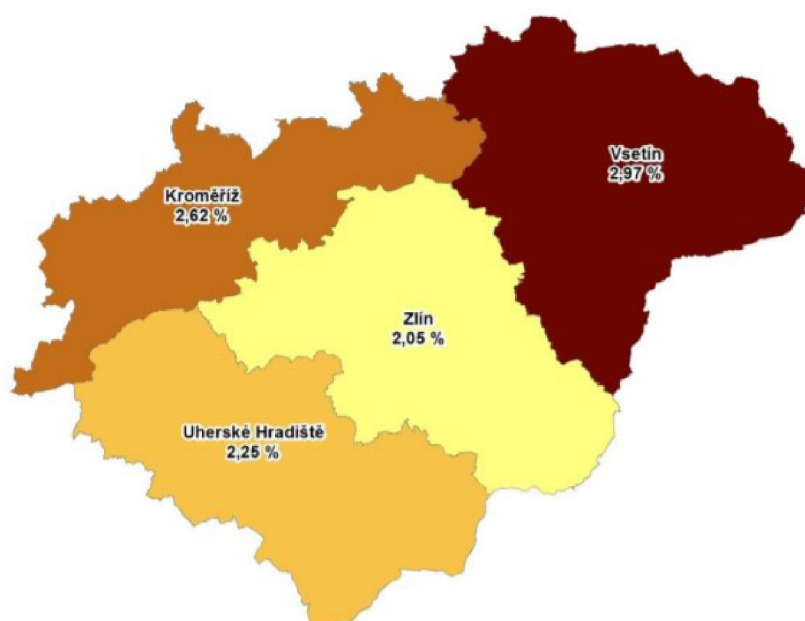 Vsetín
2,97 %
Kroměříž
2,62 %
Zlín
2,05 %
Uherské Hradiště
2,25 %